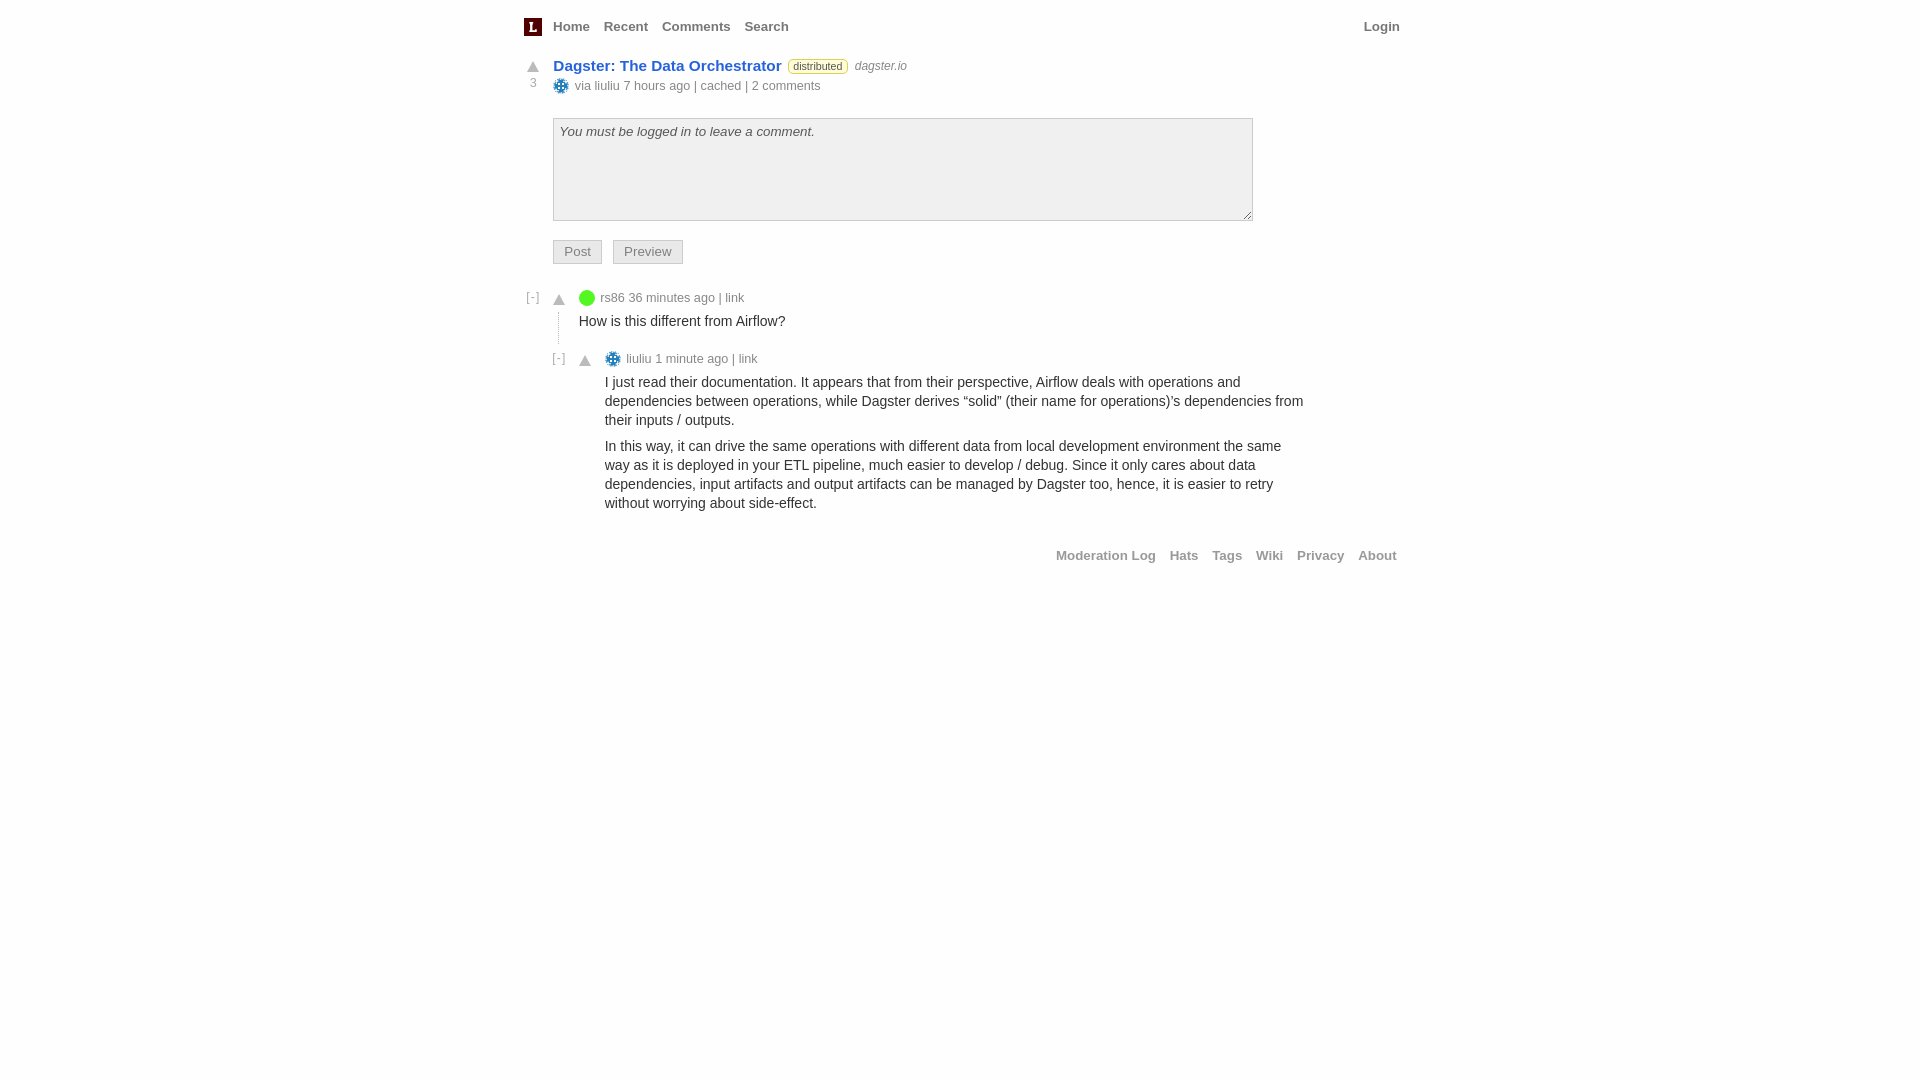 L Home Recent Comments Search Login
Dagster: The Data Orchestrator distributed dagster.io
3
via liuliu 7 hours ago | cached | 2 comments
You must be logged in to leave a comment.
Post Preview
[-] rs86 36 minutes ago | link
How is this different from Airflow?
[-] liuliu 1 minute ago | link
I just read their documentation. It appears that from their perspective, Airflow deals with operations and
dependencies between operations, while Dagster derives “solid” (their name for operations)’s dependencies from
their inputs / outputs.
In this way, it can drive the same operations with different data from local development environment the same
way as it is deployed in your ETL pipeline, much easier to develop / debug. Since it only cares about data
dependencies, input artifacts and output artifacts can be managed by Dagster too, hence, it is easier to retry
without worrying about side-effect.
Moderation Log Hats Tags Wiki Privacy About